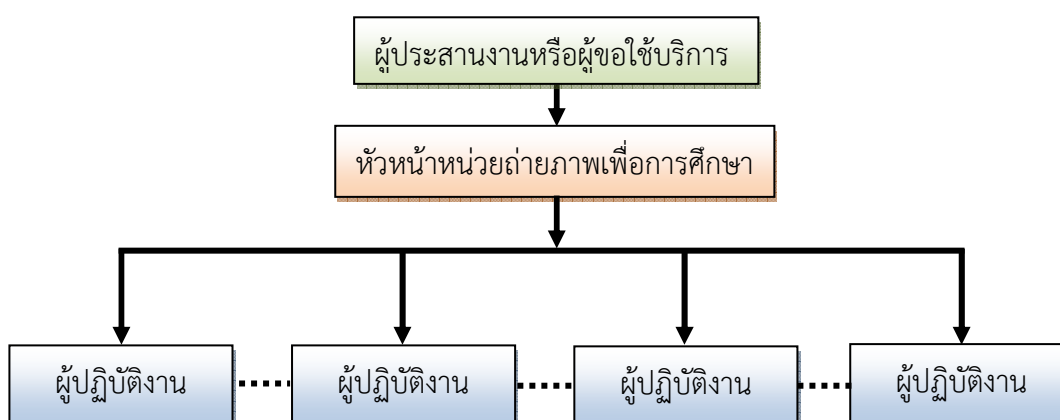 ผู้ประสานงานหรือผู้ขอใช้บริการ
หัวหน้าหน่วยถ่ายภาพเพื่อการศึกษา
ผู้ปฏิบัติงาน
ผู้ปฏิบัติงาน
ผู้ปฏิบัติงาน
ผู้ปฏิบัติงาน